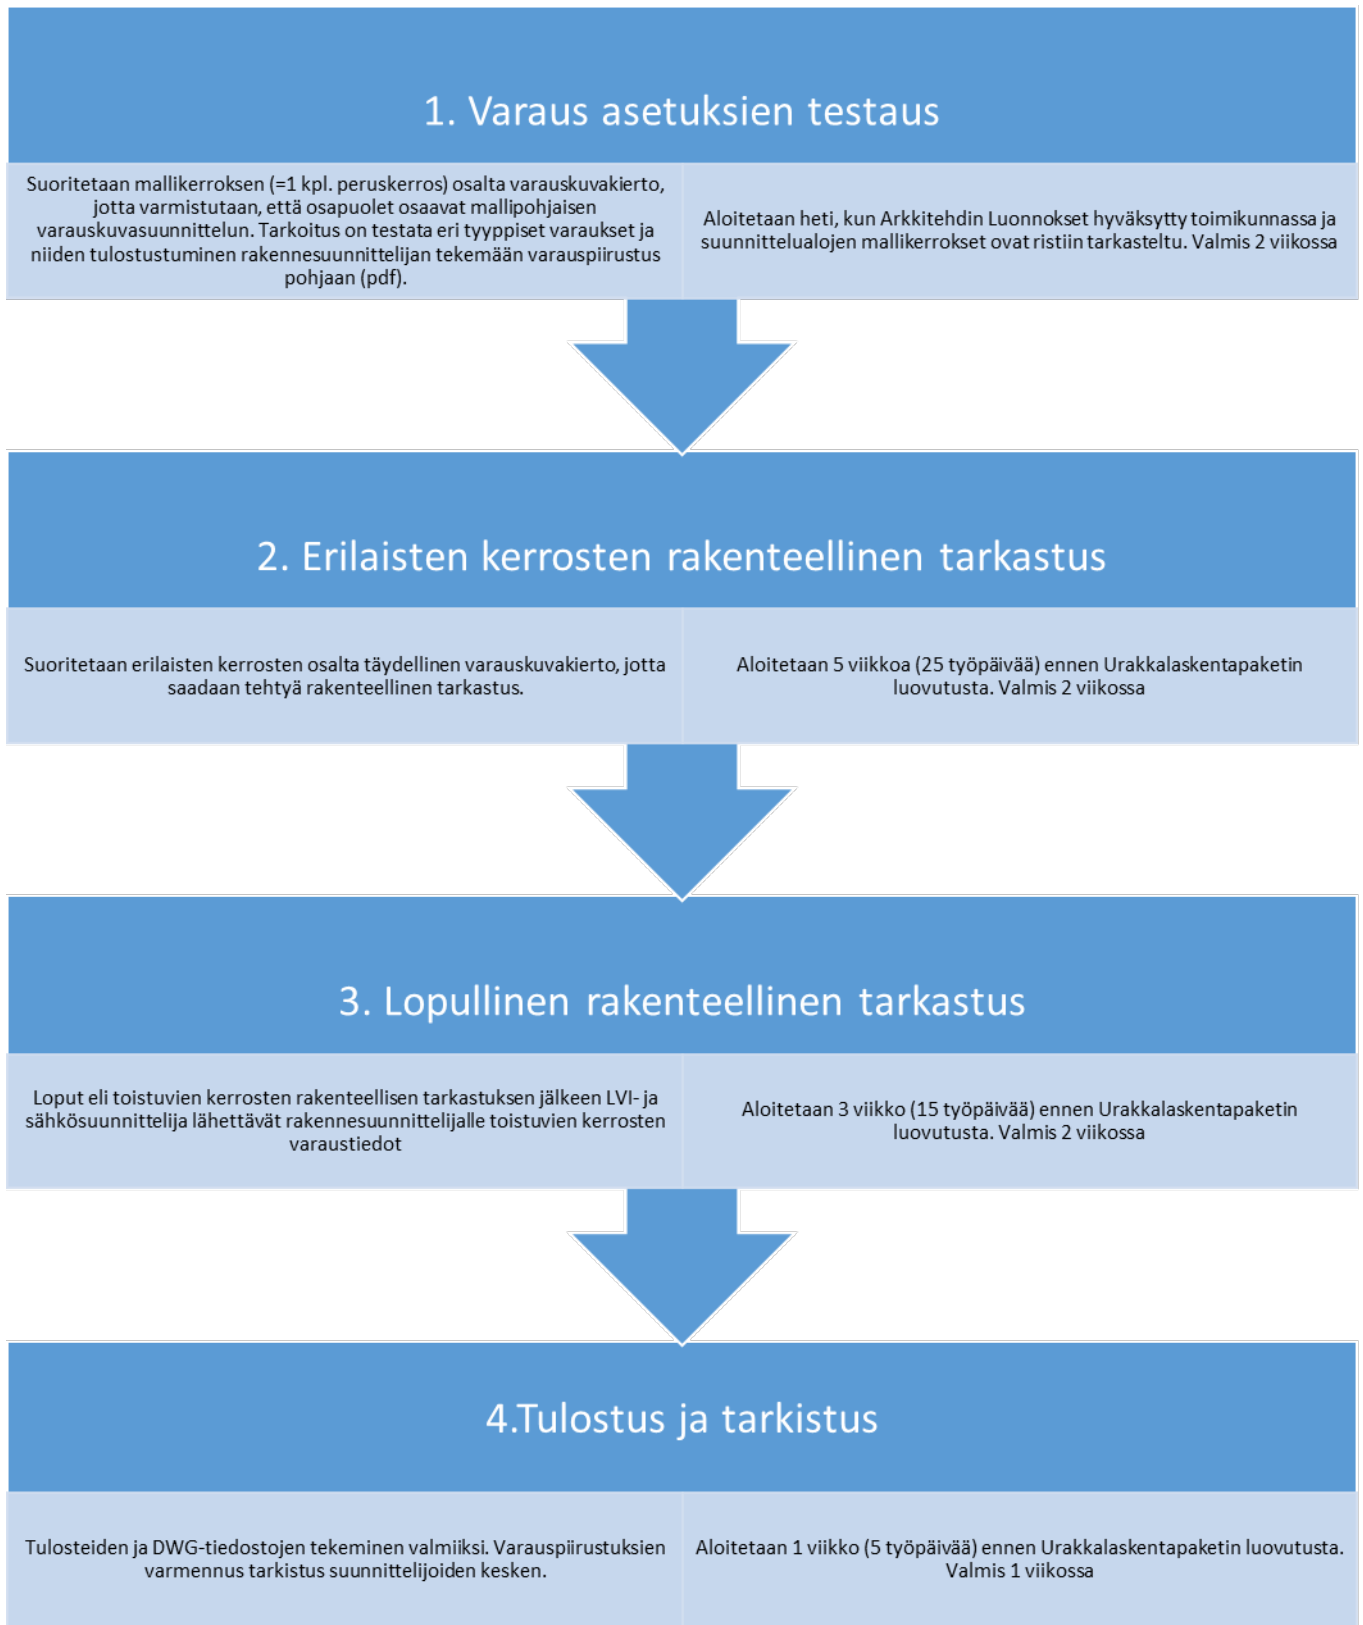 1. Varaus asetuksien testaus
Suoritetaan mallikerroksen (=1 kpl. peruskerros) osalta varauskuvakierto,
jotta varmistutaan, että osapuolet osaavat mallipohjaisen
varauskuvasuunnittelun. Tarkoitus on testata eri tyyppiset varaukset ja
niiden tulostustuminen rakennesuunnittelijan tekemään varauspiirustus
pohjaan (pdf).
Aloitetaan heti, kun Arkkitehdin Luonnokset hyväksytty toimikunnassa ja
suunnittelualojen mallikerrokset ovat ristiin tarkasteltu. Valmis 2 viikossa
2. Erilaisten kerrosten rakenteellinen tarkastus
Suoritetaan erilaisten kerrosten osalta täydellinen varauskuvakierto, jotta
saadaan tehtyä rakenteellinen tarkastus.
Aloitetaan 5 viikkoa (25 työpäivää) ennen Urakkalaskentapaketin
luovutusta. Valmis 2 viikossa
3. Lopullinen rakenteellinen tarkastus
Loput eli toistuvien kerrosten rakenteellisen tarkastuksen jälkeen LVI- ja
sähkösuunnittelija lähettävät rakennesuunnittelijalle toistuvien kerrosten
varaustiedot
Aloitetaan 3 viikko (15 työpäivää) ennen Urakkalaskentapaketin
luovutusta. Valmis 2 viikossa
4.Tulostus ja tarkistus
Tulosteiden ja DWG-tiedostojen tekeminen valmiiksi. Varauspiirustuksien
varmennus tarkistus suunnittelijoiden kesken.
Aloitetaan 1 viikko (5 työpäivää) ennen Urakkalaskentapaketin luovutusta.
Valmis 1 viikossa